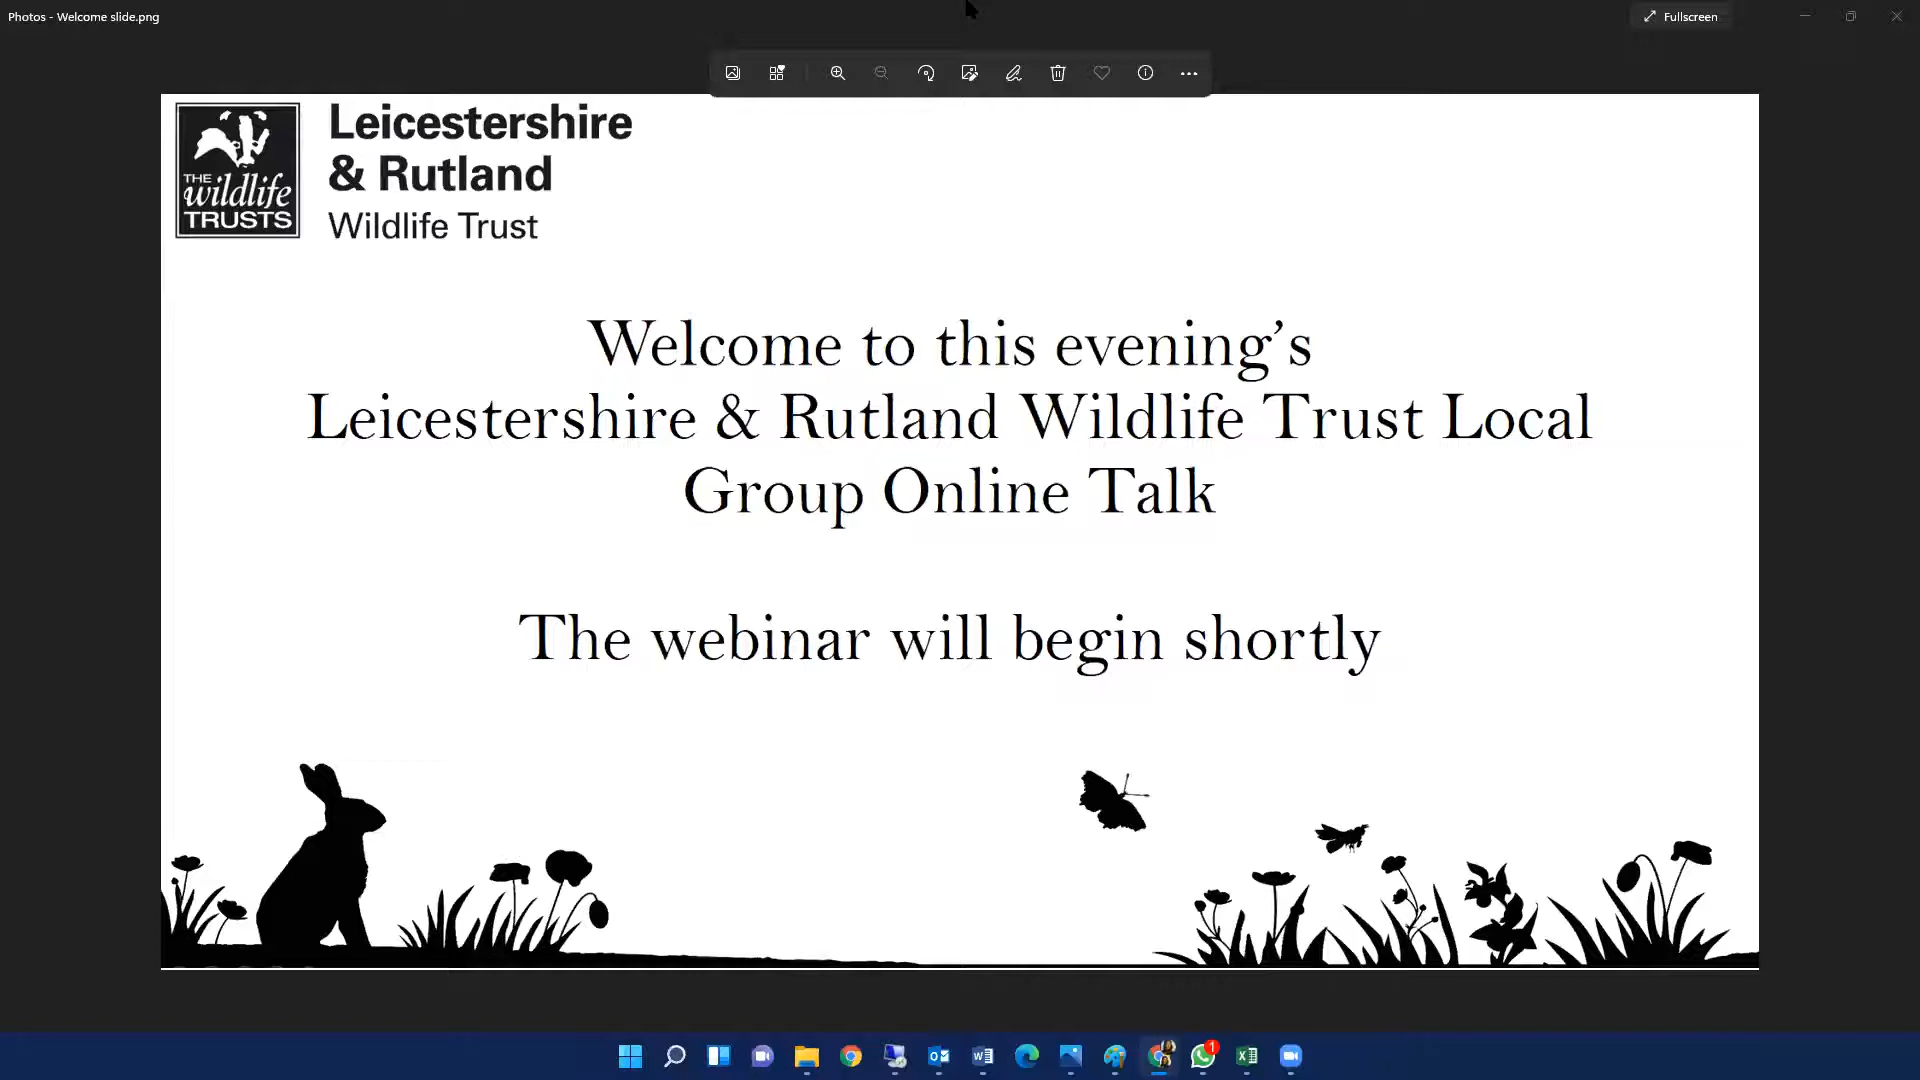 Photos - Welcome slide.png
Fullscreen
THE
wildlife
TRUSTS
Leicestershire
& Rutland
Wildlife Trust
Welcome to this evening’s
Leicestershire & Rutland Wildlife Trust Local
Group Online Talk
The webinar will begin shortly
1